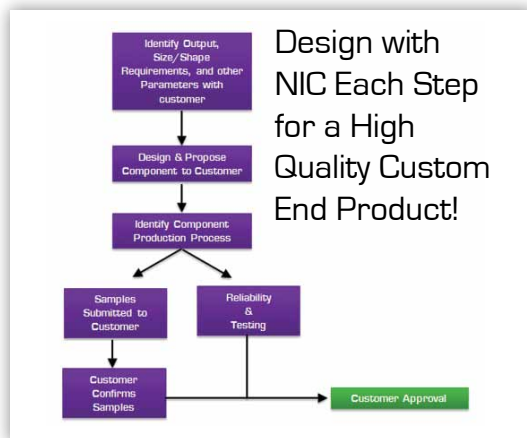 Identify Output,
Size/Shape
Requirements, and other
Parameters with
customer
Design with
NIC Each Step
for a High
Quality Custom
End Product!
Design & Propose
Component to Customer
Identify Component
Production Process
Samples
Submitted to
Customer
Reliability
&
Testing
Customer
Confirms
Samples
Customer Approval